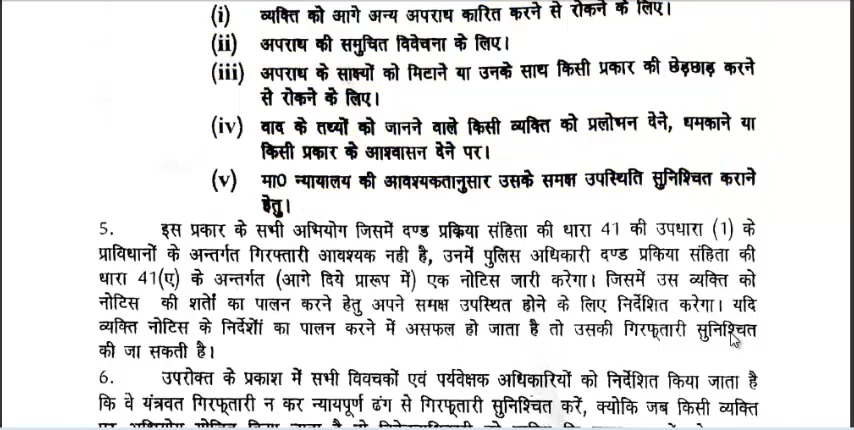 (i) व्यक्ति को आगे अन्य अपराध कारित करने से रोकने के लिए।
(ii) अपराध की समुचित विवेचना के लिए।
(iii) अपराध के साक्ष्यों को मिटाने या उनके साथ किसी प्रकार की छेड़छाड़ करने
से रोकने के लिए।
(iv) वाद के तथ्यों को जानने वाले किसी व्यक्ति को प्रलोभन देने, धमकाने या
किसी प्रकार के आश्वासन देने पर।
(v) मा0 न्यायालय की आवश्यकतानुसार उसके समक्ष उपस्थिति सुनिश्चित कराने
हेतु।
5. इस प्रकार के सभी अभियोग जिसमें दण्ड प्रकिया संहिता की धारा 41 की उपधारा (1) के
प्राविधानों के अन्तर्गत गिरफ्तारी आवश्यक नही है, उनमें पुलिस अधिकारी दण्ड प्रकिया संहिता की
धारा 41(ए) के अन्तर्गत (आगे दिये प्रारूप में) एक नोटिस जारी करेगा। जिसमें उस व्यक्ति को
नोटिस की शर्तो का पालन करने हेतु अपने समक्ष उपस्थित होने के लिए निर्देशित करेगा। यदि
व्यक्ति नोटिस के निर्देशों का पालन करने में असफल हो जाता है तो उसकी गिरफ्तारी सुनिश्चित
की जा सकती है।
6. उपरोक्त के प्रकाश में सभी विवचकों एवं पर्यवेक्षक अधिकारियों को निर्देशित किया जाता है
कि वे यंत्रवत गिरफ्तारी न कर न्यायपूर्ण ढंग से गिरफ्तारी सुनिश्चित करें, क्योकि जब किसी व्यक्ति